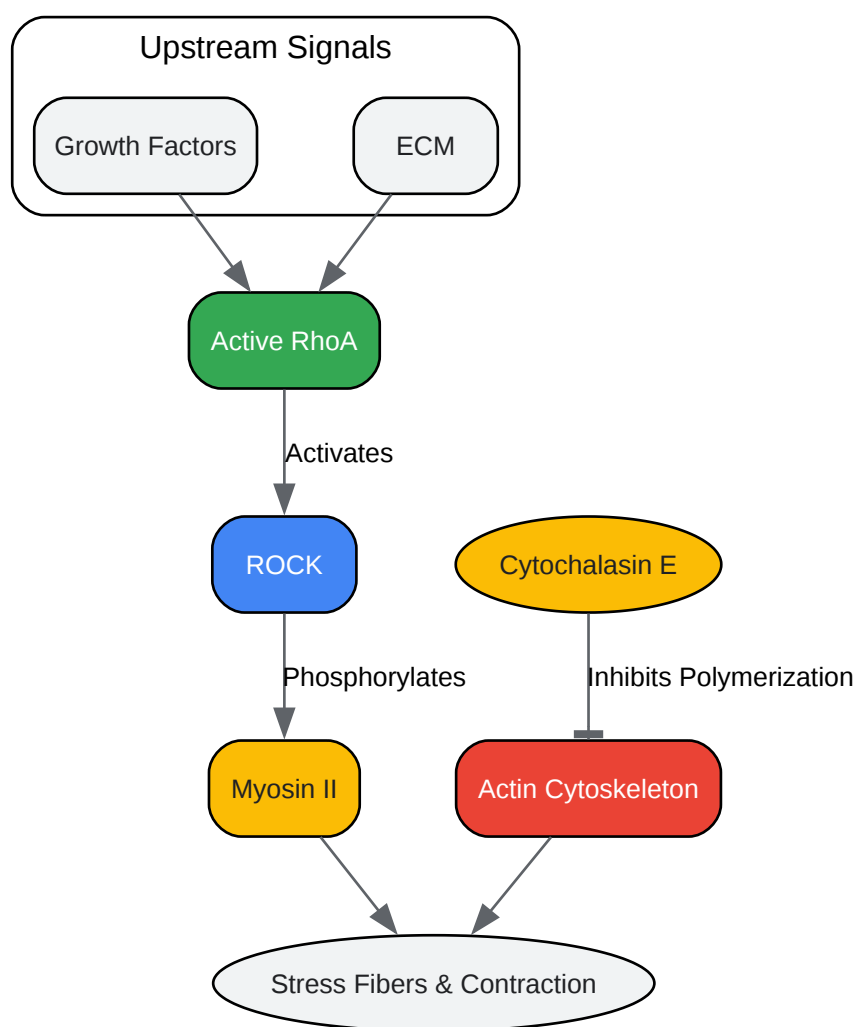 Upstream Signals
Growth Factors
ECM
Active RhoA
Activates
ROCK
Cytochalasin E
Phosphorylates
Inhibits Polymerization
Myosin II
Actin Cytoskeleton
Stress Fibers & Contraction